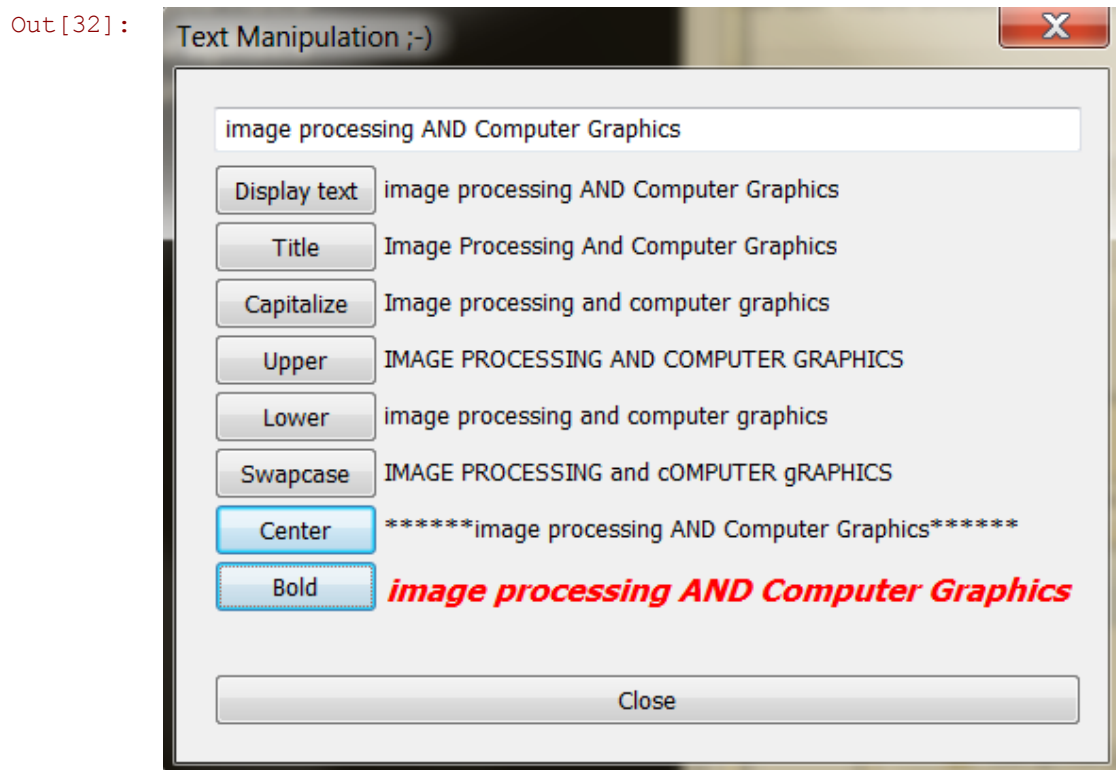 Out[32]:
Text Manipulation ;-)
X
image processing AND Computer Graphics
Display text image processing AND Computer Graphics
Title Image Processing And Computer Graphics
Capitalize Image processing and computer graphics
Upper IMAGE PROCESSING AND COMPUTER GRAPHICS
Lower image processing and computer graphics
Swapcase IMAGE PROCESSING and cOMPUTER gRAPHICS
Center ******image processing AND Computer Graphics******
Bold image processing AND Computer Graphics
Close